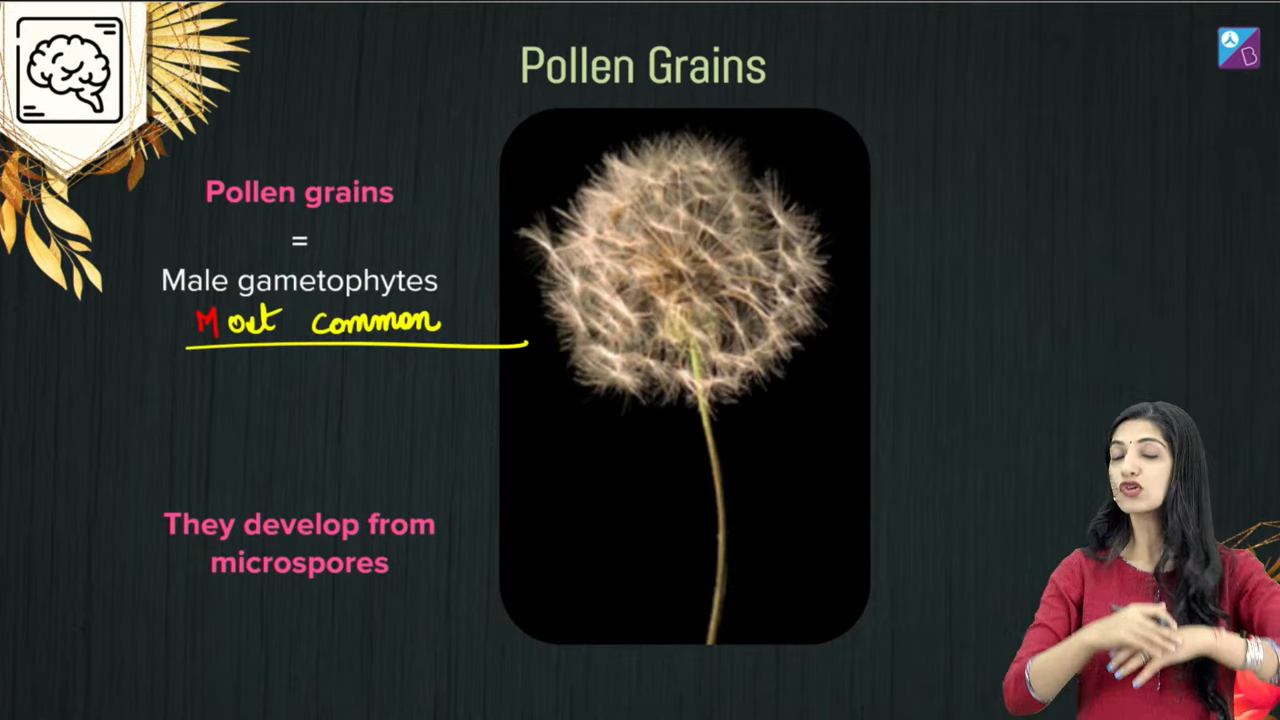 Pollen Grains
Pollen grains
=
Male gametophytes
Most common
They develop from
microspores
B